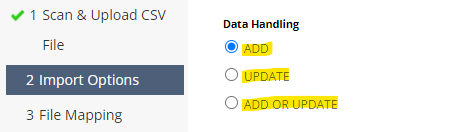 1 Scan & Upload CSV
File
2 Import Options
3 File Mapping
Data Handling
ADD
UPDATE
ADD OR UPDATE